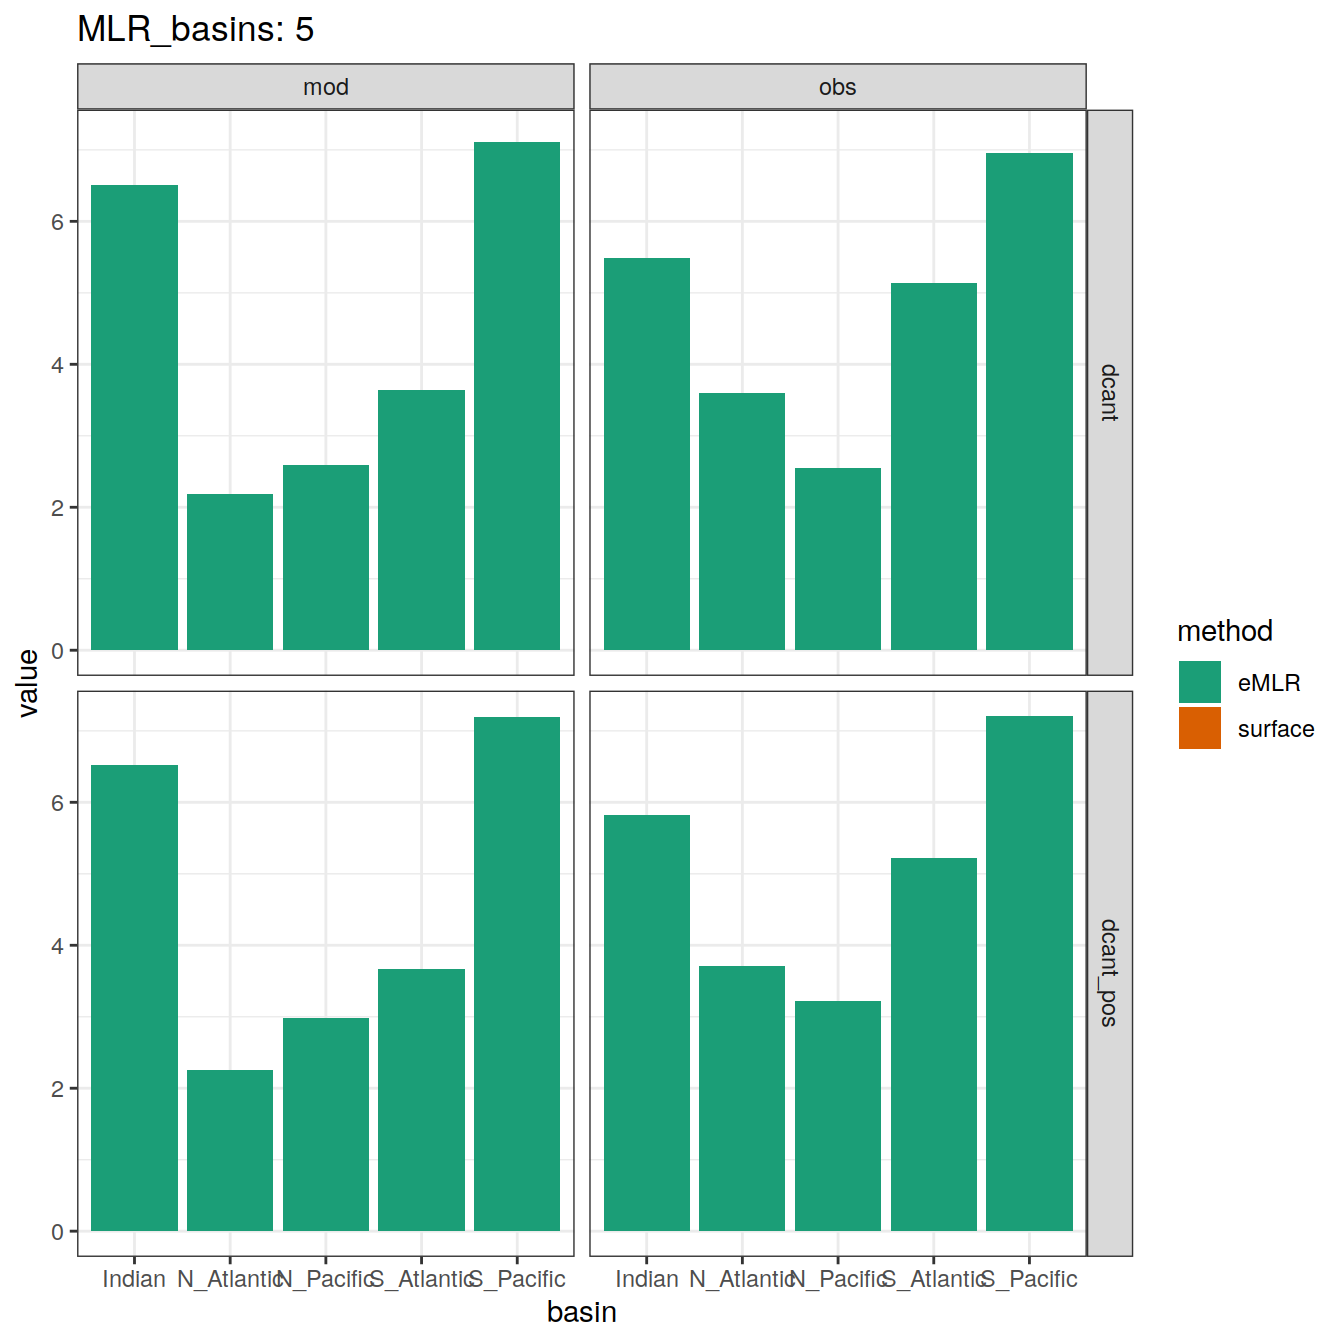 MLR_basins: 5
mod
obs
6
4
2
0
dcant
6
4
2
0
dcant_pos
value
Indian N_Atlantic N_Pacific S_Atlantic S_Pacific
Indian N_Atlantic N_Pacific S_Atlantic S_Pacific
basin
method
eMLR
surface